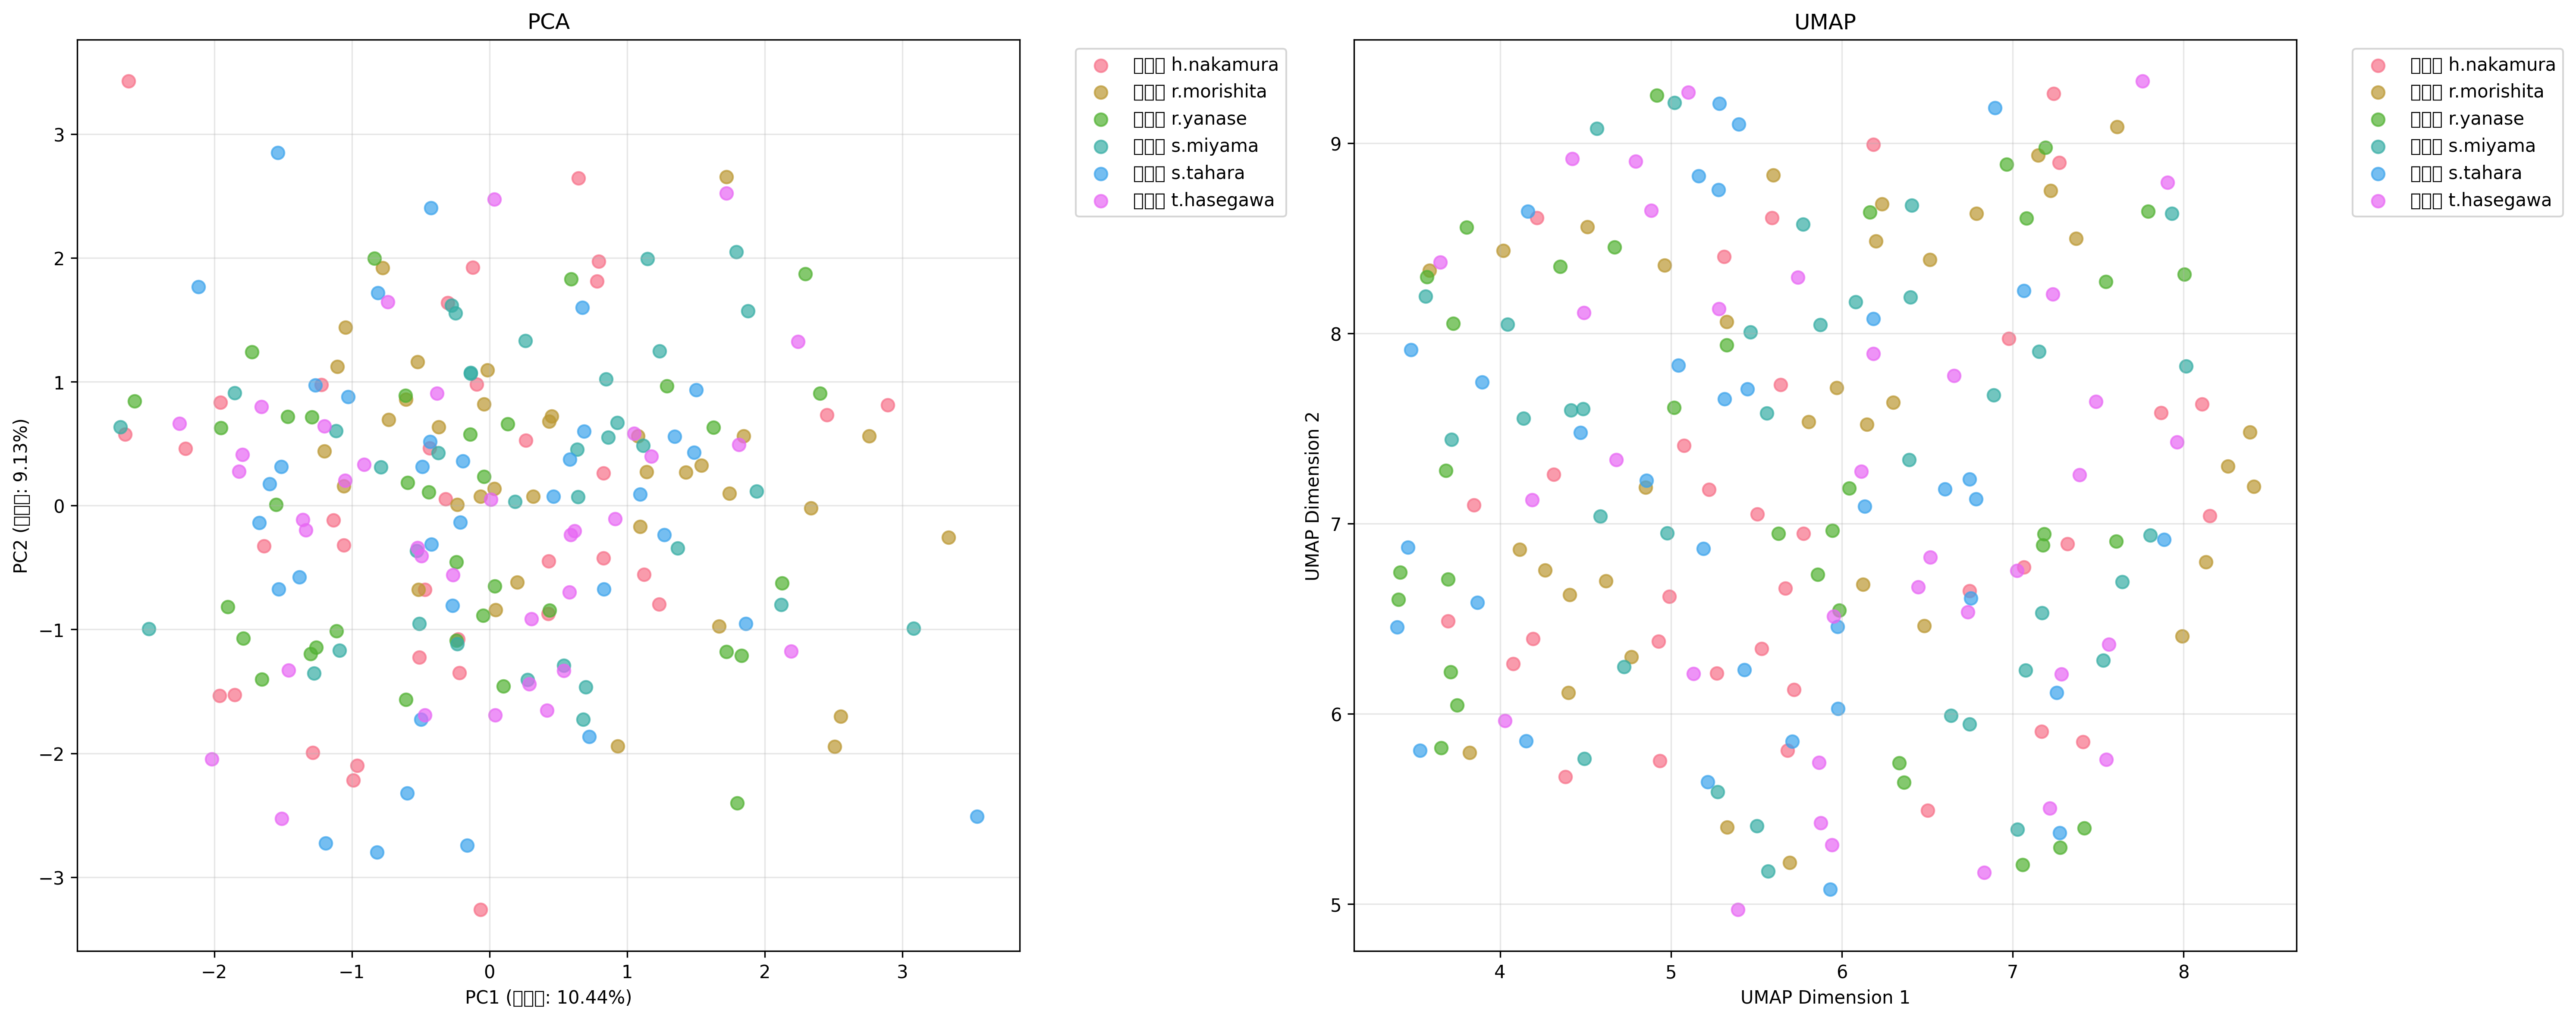 PCA
3
2
1
0
−1
−2
−3
PC2 (□□□: 9.13%)
−2 −1 0 1 2 3
PC1 (□□□: 10.44%)
□□□ h.nakamura
□□□ r.morishita
□□□ r.yanase
□□□ s.miyama
□□□ s.tahara
□□□ t.hasegawa
UMAP
9
8
7
6
5
UMAP Dimension 2
4 5 6 7 8
UMAP Dimension 1
□□□ h.nakamura
□□□ r.morishita
□□□ r.yanase
□□□ s.miyama
□□□ s.tahara
□□□ t.hasegawa